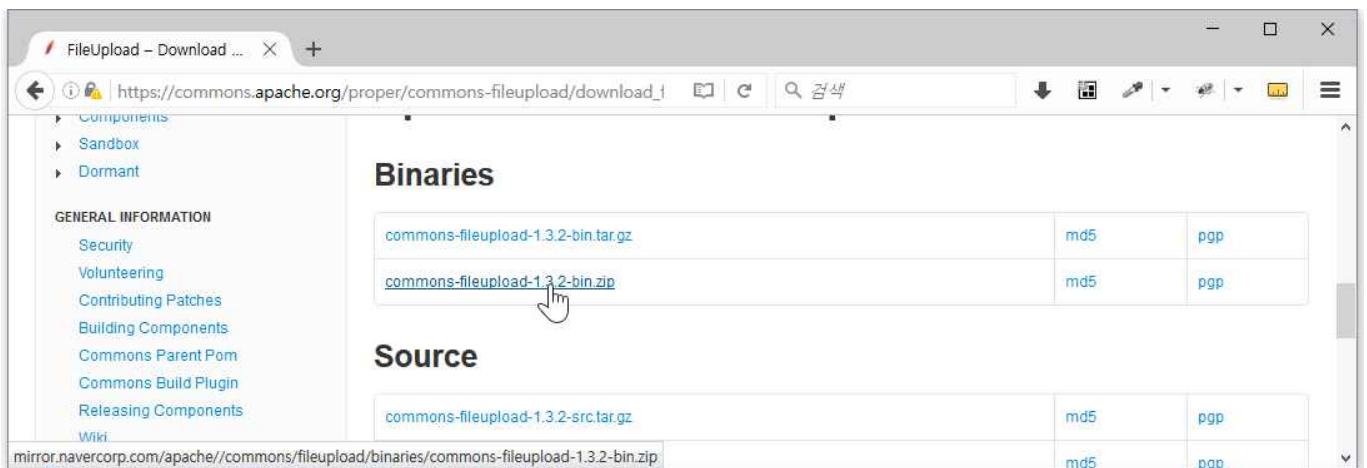 FileUpload – Download ...
https://commons.apache.org/proper/commons-fileupload/download_f
검색
Components
Sandbox
Dormant
GENERAL INFORMATION
Security
Volunteering
Contributing Patches
Building Components
Commons Parent Pom
Commons Build Plugin
Releasing Components
Wiki
Binaries
commons-fileupload-1.3.2-bin.tar.gz md5 pgp
commons-fileupload-1.3.2-bin.zip md5 pgp
Source
commons-fileupload-1.3.2-src.tar.gz md5 pgp
md5 pgp
mirror.navercorp.com/apache//commons/fileupload/binaries/commons-fileupload-1.3.2-bin.zip